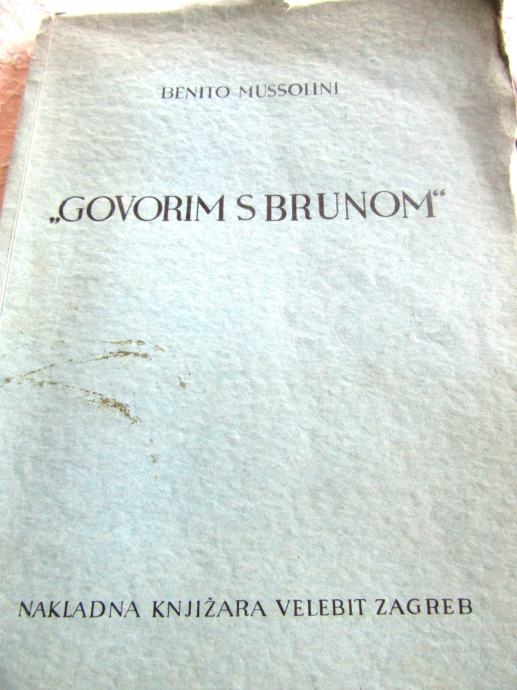 BENITO MUSSOLINI
„GOVORIM S BRUNOM“
NAKLADNA KNJIŽARA VELEBIT ZAGREB